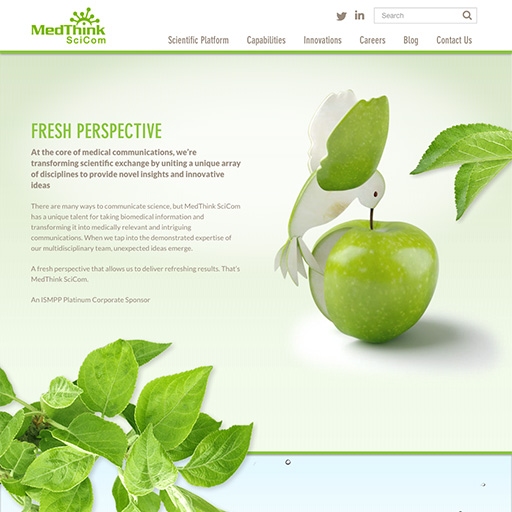 MedThink
SciCom
Search
Scientific Platform Capabilities Innovations Careers Blog Contact Us
FRESH PERSPECTIVE
At the core of medical communications, we're
transforming scientific exchange by uniting a unique array
of disciplines to provide novel insights and innovative
ideas
There are many ways to communicate science, but MedThink SciCom
has a unique talent for taking biomedical information and
transforming it into medically relevant and intriguing
communications. When we tap into the demonstrated expertise of
our multidisciplinary team, unexpected ideas emerge.
A fresh perspective that allows us to deliver refreshing results. That's
MedThink SciCom.
An ISMPP Platinum Corporate Sponsor